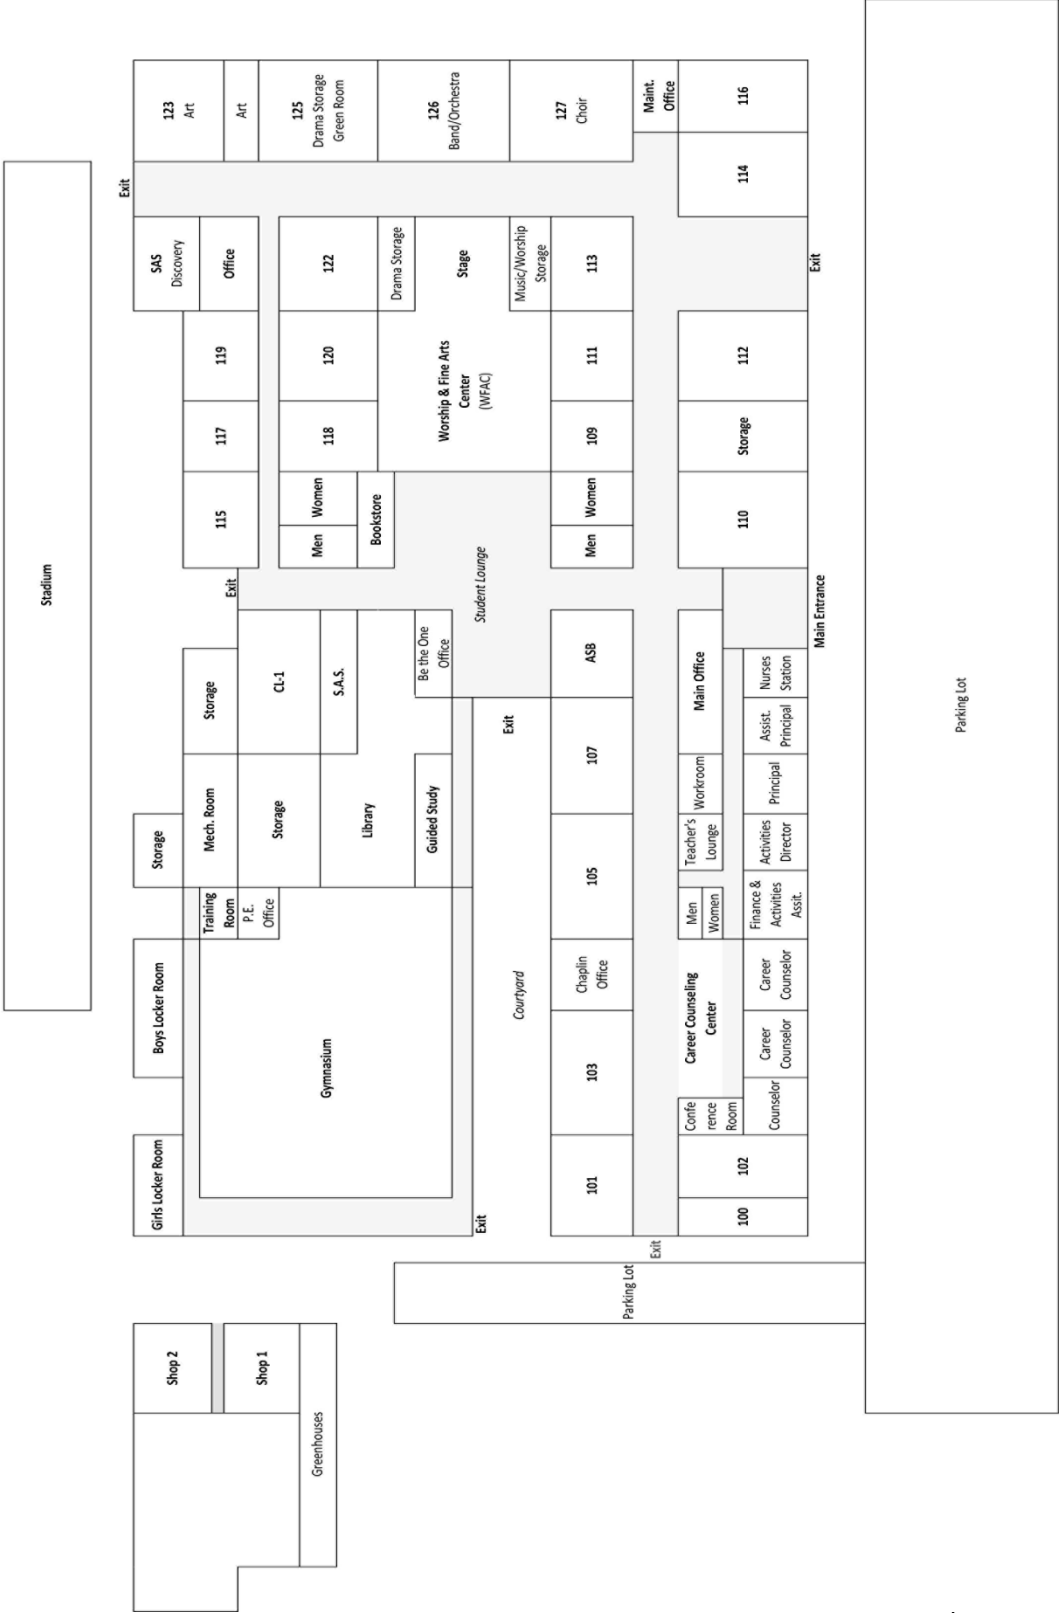 Stadium
Exit
Shop 2
Girls Locker Room
Boys Locker Room
Storage
SAS
Discovery
123
Art
Training
Room
Mech. Room
Storage
Exit
115
117
119
Office
Art
Shop 1
P.E.
Office
Storage
CL-1
Greenhouses
Gymnasium
Library
S.A.S.
Men
Women
118
120
122
125
Drama Storage
Green Room
Bookstore
Drama Storage
Guided Study
Be the One
Office
Worship & Fine Arts
Center
(WFAC)
Stage
126
Band/Orchestra
Exit
Courtyard
Exit
Student Lounge
Music/Worship
Storage
101
103
Chaplin
Office
105
107
ASB
Men
Women
109
111
113
127
Choir
Parking Lot
Exit
Maint.
Office
100
102
Confe
rence
Room
Career Counseling
Center
Men
Women
Teacher's
Lounge
Workroom
Main Office
110
Storage
112
114
116
Counselor
Career
Counselor
Career
Counselor
Finance &
Activities
Assit.
Activities
Director
Principal
Assist.
Principal
Nurses
Station
Main Entrance
Exit
Parking Lot